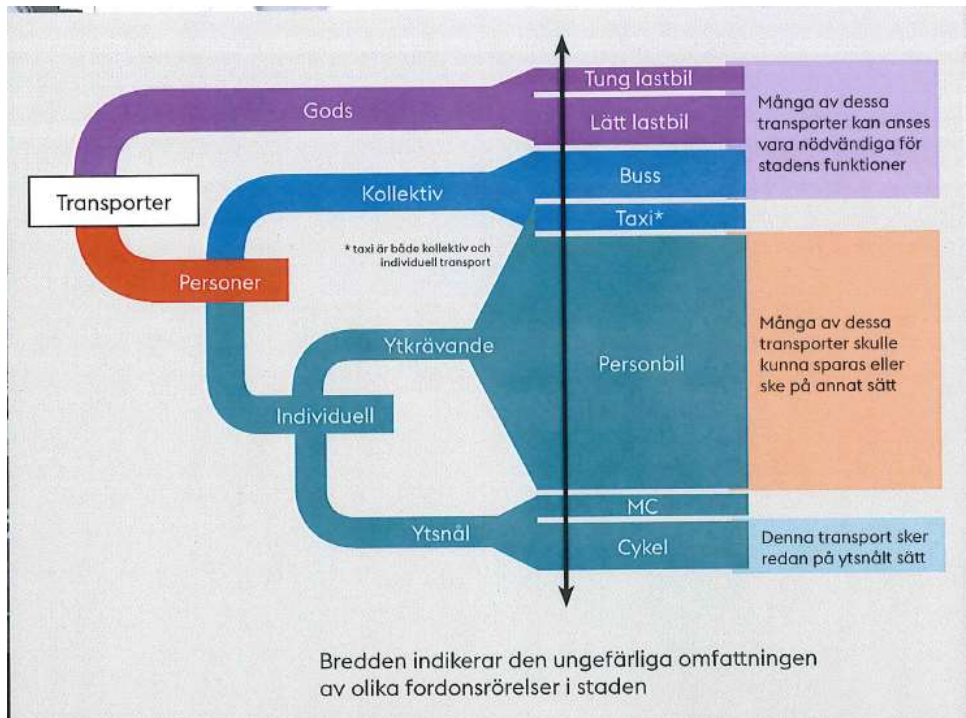 Tung lastbil
Gods
Lätt lastbil
Många av dessa
transporter kan anses
vara nödvändiga för
stadens funktioner
Transporter
Kollektiv
Buss
Taxi*
* taxi är både kollektiv och
individuell transport
Personer
Ytkrävande
Personbil
Många av dessa
transporter skulle
kunna sparas eller
ske på annat sätt
Individuell
MC
Ytsnål
Cykel
Denna transport sker
redan på ytsnålt sätt
Bredden indikerar den ungefärliga omfattningen
av olika fordonsrörelser i staden